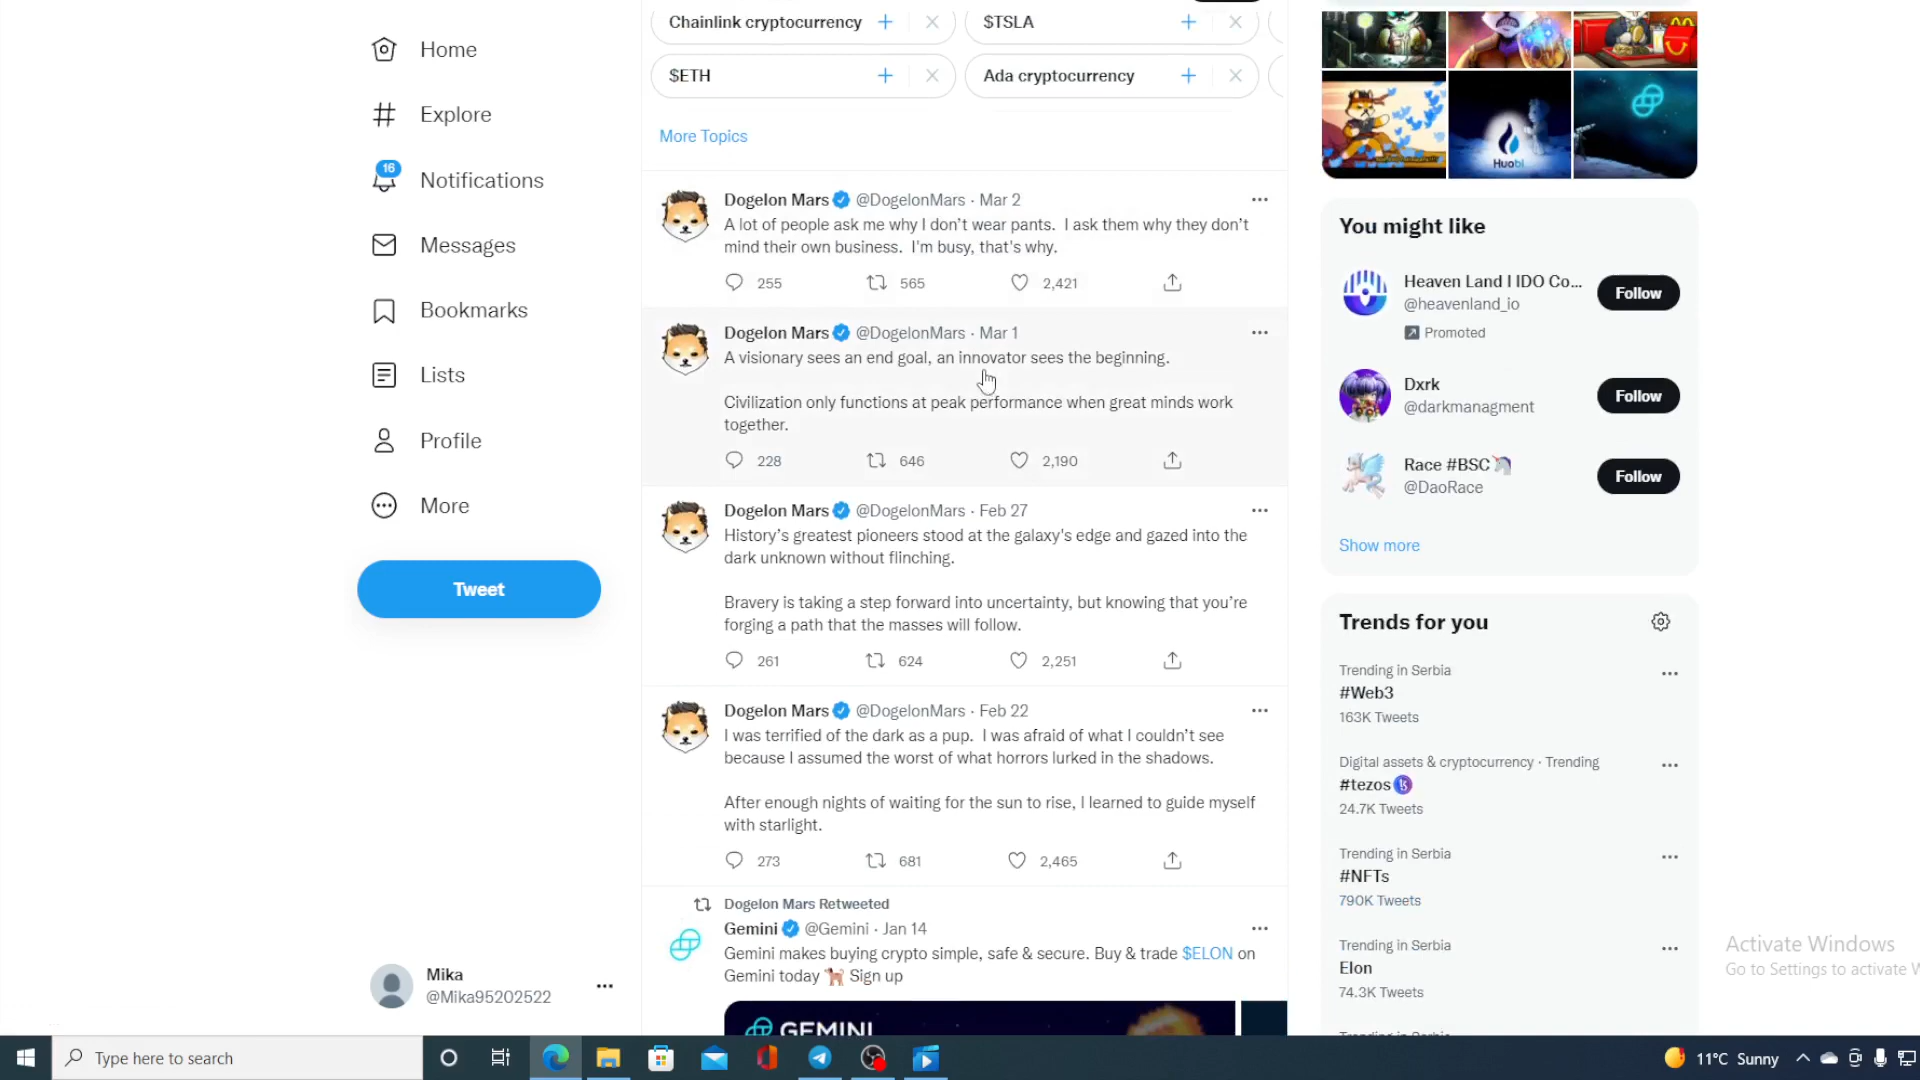 Home
Explore
16
Notifications
Messages
Bookmarks
Lists
Profile
More
Tweet
Mika
@Mika95202522
Chainlink cryptocurrency
$TSLA
$ETH
Ada cryptocurrency
More Topics
Dogelon Mars @DogelonMars · Mar 2
A lot of people ask me why I don’t wear pants.  I ask them why they don’t
mind their own business.  I'm busy, that's why.
255 565 2,421
Dogelon Mars @DogelonMars · Mar 1
A visionary sees an end goal, an innovator sees the beginning.
Civilization only functions at peak performance when great minds work
together.
228 646 2,190
Dogelon Mars @DogelonMars · Feb 27
History’s greatest pioneers stood at the galaxy's edge and gazed into the
dark unknown without flinching.
Bravery is taking a step forward into uncertainty, but knowing that you’re
forging a path that the masses will follow.
261 624 2,251
Dogelon Mars @DogelonMars · Feb 22
I was terrified of the dark as a pup.  I was afraid of what I couldn’t see
because I assumed the worst of what horrors lurked in the shadows.
After enough nights of waiting for the sun to rise, I learned to guide myself
with starlight.
273 681 2,465
Dogelon Mars Retweeted
Gemini @Gemini · Jan 14
Gemini makes buying crypto simple, safe & secure. Buy & trade $ELON on
Gemini today 🐕 Sign up
GEMINI
Huobi
You might like
Heaven Land I IDO Co...
@heavenland_io
Promoted
Follow
Dxrk
@darkmanagment
Follow
Race #BSC🦄
@DaoRace
Follow
Show more
Trends for you
Trending in Serbia
#Web3
163K Tweets
Digital assets & cryptocurrency · Trending
#tezos
24.7K Tweets
Trending in Serbia
#NFTs
790K Tweets
Trending in Serbia
Elon
74.3K Tweets
Activate Windows
Go to Settings to activate
Type here to search
11°C Sunny